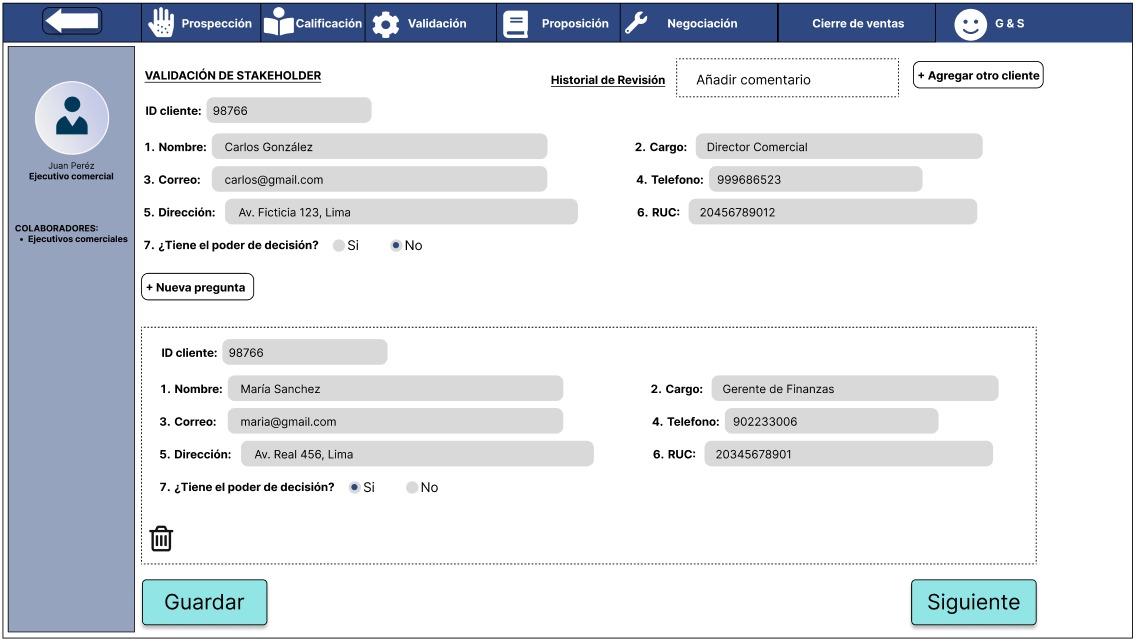 Prospección
Calificación
Validación
Proposición
Negociación
Cierre de ventas
G & S
Juan Peréz
Ejecutivo comercial
COLABORADORES:
• Ejecutivos comerciales
VALIDACIÓN DE STAKEHOLDER
Historial de Revisión
Añadir comentario
+ Agregar otro cliente
ID cliente: 98766
1. Nombre: Carlos González
2. Cargo: Director Comercial
3. Correo: carlos@gmail.com
4. Telefono: 999686523
5. Dirección: Av. Ficticia 123, Lima
6. RUC: 20456789012
7. ¿Tiene el poder de decisión? Si No
+ Nueva pregunta
ID cliente: 98766
1. Nombre: María Sanchez
2. Cargo: Gerente de Finanzas
3. Correo: maria@gmail.com
4. Telefono: 902233006
5. Dirección: Av. Real 456, Lima
6. RUC: 20345678901
7. ¿Tiene el poder de decisión? Si No
Guardar
Siguiente